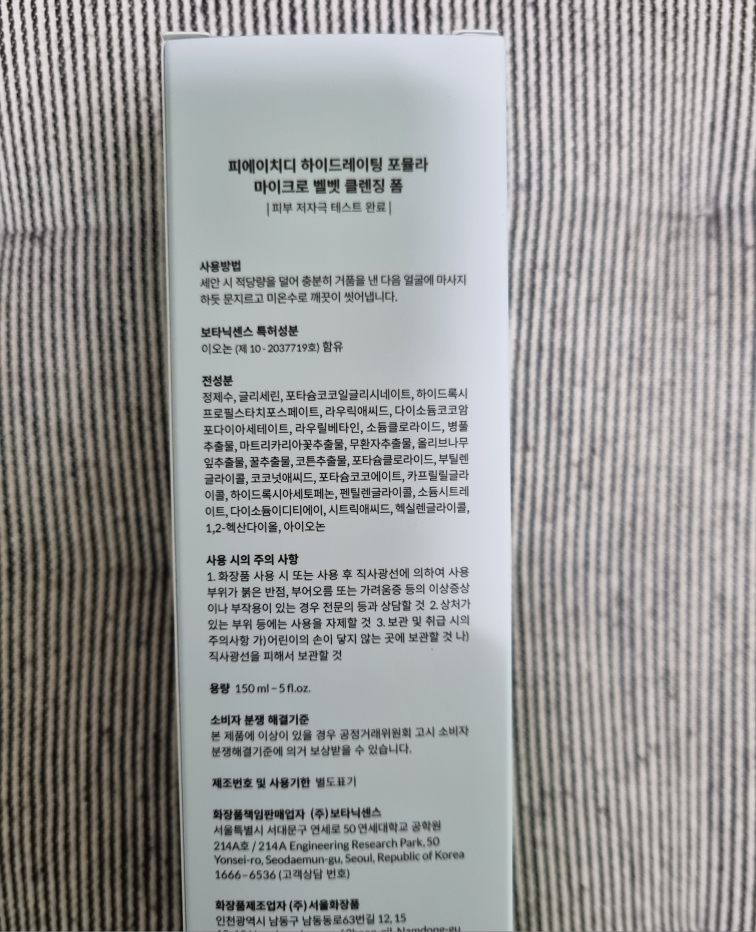 피에이치디 하이드레이팅 포뮬라
마이크로 벨벳 클렌징 폼
| 피부 저자극 테스트 완료 |
사용방법
세안 시 적당량을 덜어 충분히 거품을 낸 다음 얼굴에 마사지
하듯 문지르고 미온수로 깨끗이 씻어냅니다.
보타닉센스 특허성분
이오논 (제 10 - 2037719호) 함유
전성분
정제수, 글리세린, 포타슘코코일글리시네이트, 하이드록시
프로필스타치포스페이트, 라우릭애씨드, 다이소듐코코암
포다이아세테이트, 라우릴베타인, 소듐클로라이드, 병풀
추출물, 마트리카리아꽃추출물, 무환자추출물, 올리브나무
잎추출물, 꿀추출물, 코튼추출물, 포타슘클로라이드, 부틸렌
글라이콜, 코코넛애씨드, 포타슘코코에이트, 카프릴릴글라
이콜, 하이드록시아세토페논, 펜틸렌글라이콜, 소듐시트레
이트, 다이소듐이디티에이, 시트릭애씨드, 헥실렌글라이콜,
1,2-헥산다이올, 아이오논
사용 시의 주의 사항
1. 화장품 사용 시 또는 사용 후 직사광선에 의하여 사용
부위가 붉은 반점, 부어오름 또는 가려움증 등의 이상증상
이나 부작용이 있는 경우 전문의 등과 상담할 것 2. 상처가
있는 부위 등에는 사용을 자제할 것 3. 보관 및 취급 시의
주의사항 가)어린이의 손이 닿지 않는 곳에 보관할 것 나)
직사광선을 피해서 보관할 것
용량 150 ml – 5 fl.oz.
소비자 분쟁 해결기준
본 제품에 이상이 있을 경우 공정거래위원회 고시 소비자
분쟁해결기준에 의거 보상받을 수 있습니다.
제조번호 및 사용기한 별도표기
화장품책임판매업자 (주)보타닉센스
서울특별시 서대문구 연세로 50 연세대학교 공학원
214A호 / 214A Engineering Research Park, 50
Yonsei-ro, Seodaemun-gu, Seoul, Republic of Korea
1666-6536 (고객상담 번호)
화장품제조업자 (주)서울화장품
인천광역시 남동구 남동동로63번길 12, 15
Namdong-gu